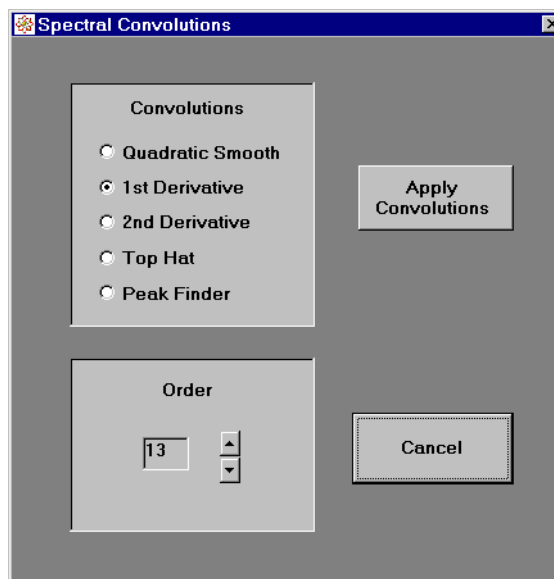 Spectral Convolutions
Convolutions
Quadratic Smooth
1st Derivative
2nd Derivative
Top Hat
Peak Finder
Apply
Convolutions
Order
13
Cancel